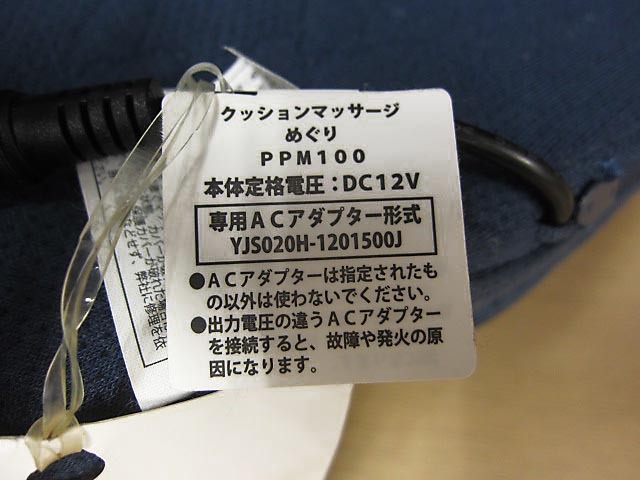 クッションマッサージ
めぐり
PPM100
本体定格電圧：DC12V
専用ACアダプター形式
YJS020H-1201500J
●ACアダプターは指定されたも
の以外は使わないでください。
●出力電圧の違うACアダプター
を接続すると、故障や発火の原
因になります。